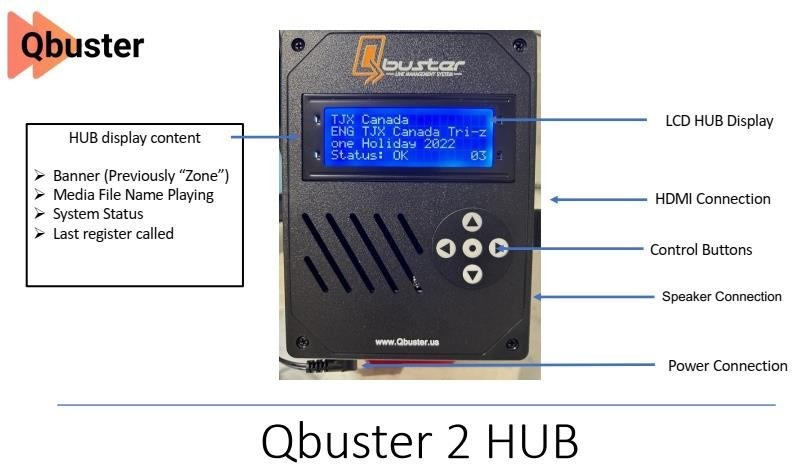 Qbuster
Qbuster
LINE MANAGEMENT SYSTEM
HUB display content
➢ Banner (Previously “Zone”)
➢ Media File Name Playing
➢ System Status
➢ Last register called
TJX Canada
ENG TJX Canada Tri-z
one Holiday 2022
Status: OK 03
LCD HUB Display
HDMI Connection
Control Buttons
Speaker Connection
www.Qbuster.us
Power Connection
Qbuster 2 HUB